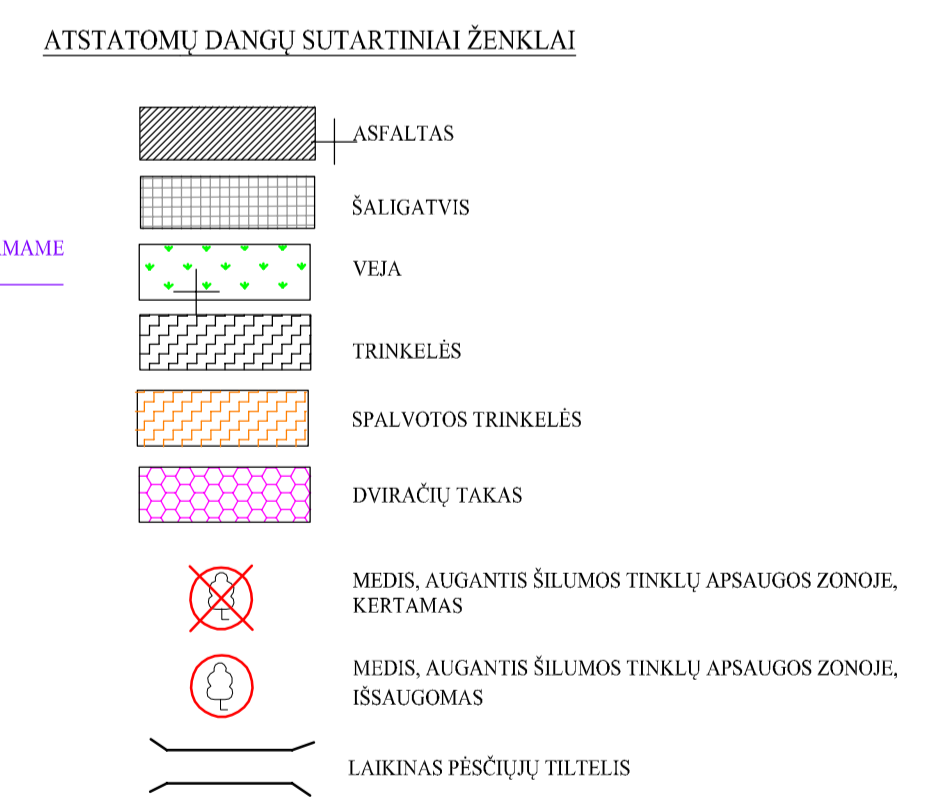 ATSTATOMŲ DANGŲ SUTARTINIAI ŽENKLAI
ASFALTAS
ŠALIGATVIS
VEJA
TRINKELĖS
SPALVOTOS TRINKELĖS
DVIRAČIŲ TAKAS
MEDIS, AUGANTIS ŠILUMOS TINKLŲ APSAUGOS ZONOJE,
KERTAMAS
MEDIS, AUGANTIS ŠILUMOS TINKLŲ APSAUGOS ZONOJE,
IŠSAUGOMAS
LAIKINAS PĖSČIŲJŲ TILTELIS